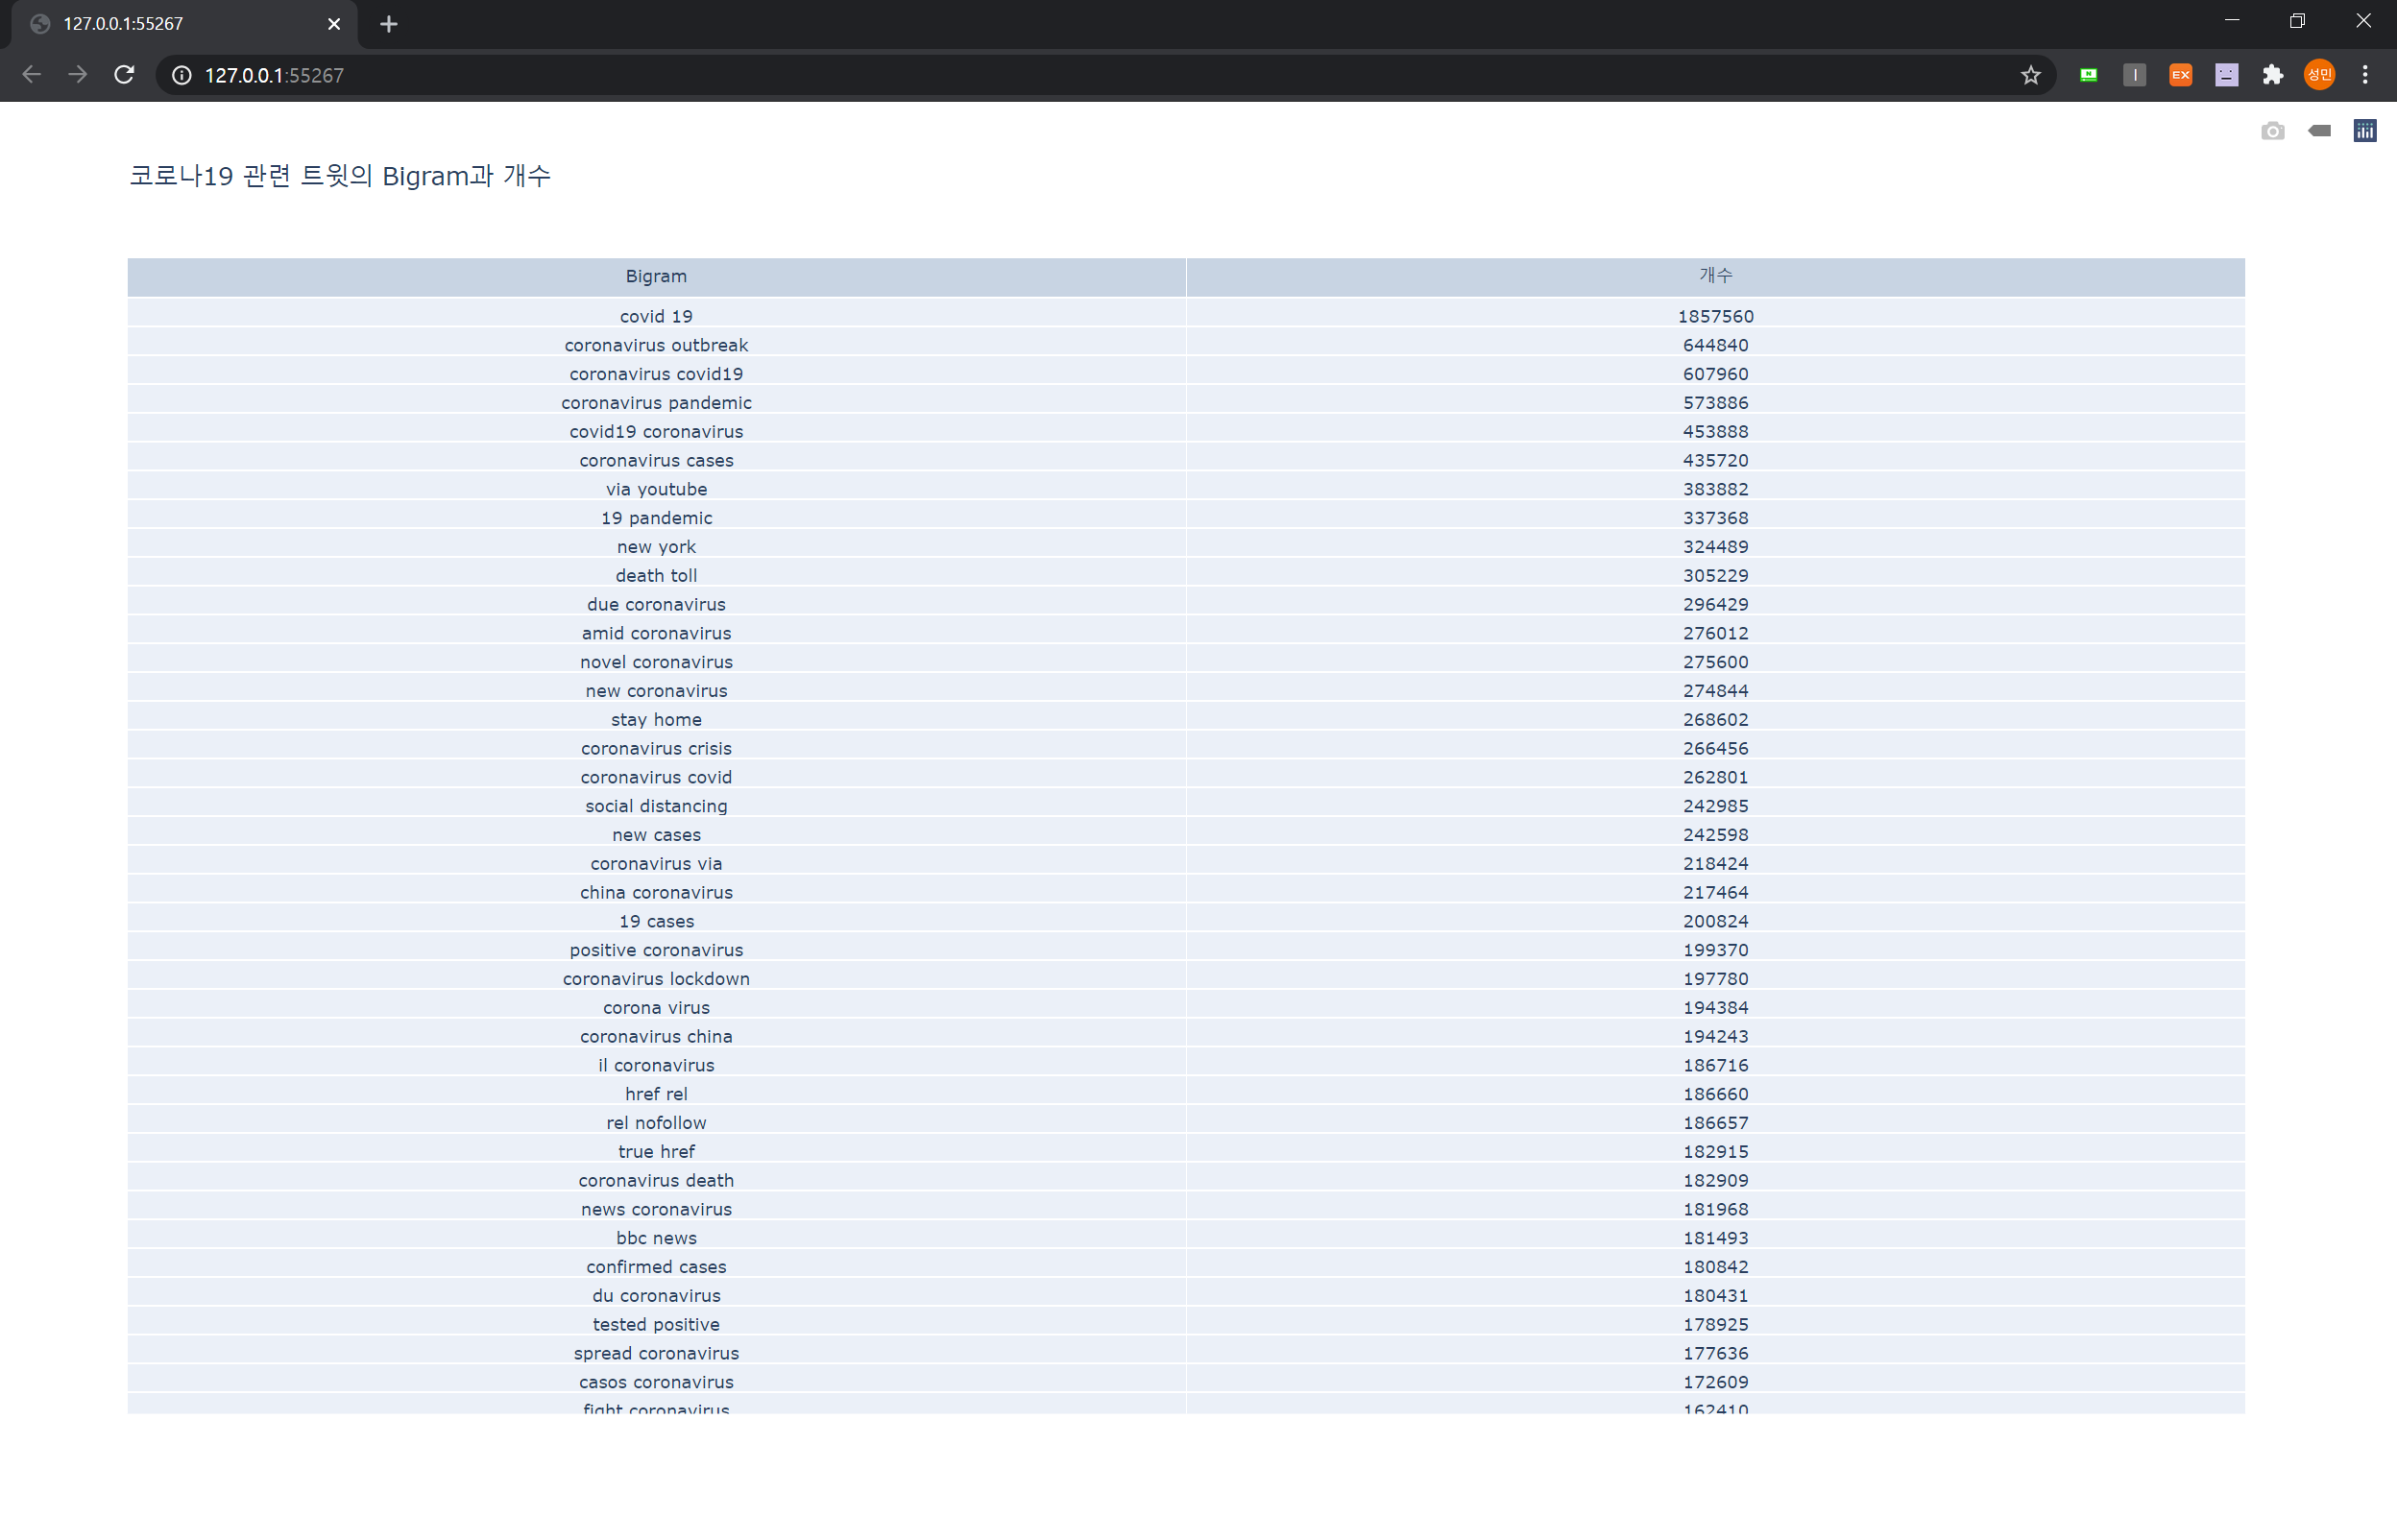 127.0.0.1:55267
127.0.0.1:55267
EX
성민
코로나19 관련 트윗의 Bigram과 개수
Bigram 개수
covid 19 1857560
coronavirus outbreak 644840
coronavirus covid19 607960
coronavirus pandemic 573886
covid19 coronavirus 453888
coronavirus cases 435720
via youtube 383882
19 pandemic 337368
new york 324489
death toll 305229
due coronavirus 296429
amid coronavirus 276012
novel coronavirus 275600
new coronavirus 274844
stay home 268602
coronavirus crisis 266456
coronavirus covid 262801
social distancing 242985
new cases 242598
coronavirus via 218424
china coronavirus 217464
19 cases 200824
positive coronavirus 199370
coronavirus lockdown 197780
corona virus 194384
coronavirus china 194243
il coronavirus 186716
href rel 186660
rel nofollow 186657
true href 182915
coronavirus death 182909
news coronavirus 181968
bbc news 181493
confirmed cases 180842
du coronavirus 180431
tested positive 178925
spread coronavirus 177636
casos coronavirus 172609
fight coronavirus 162410